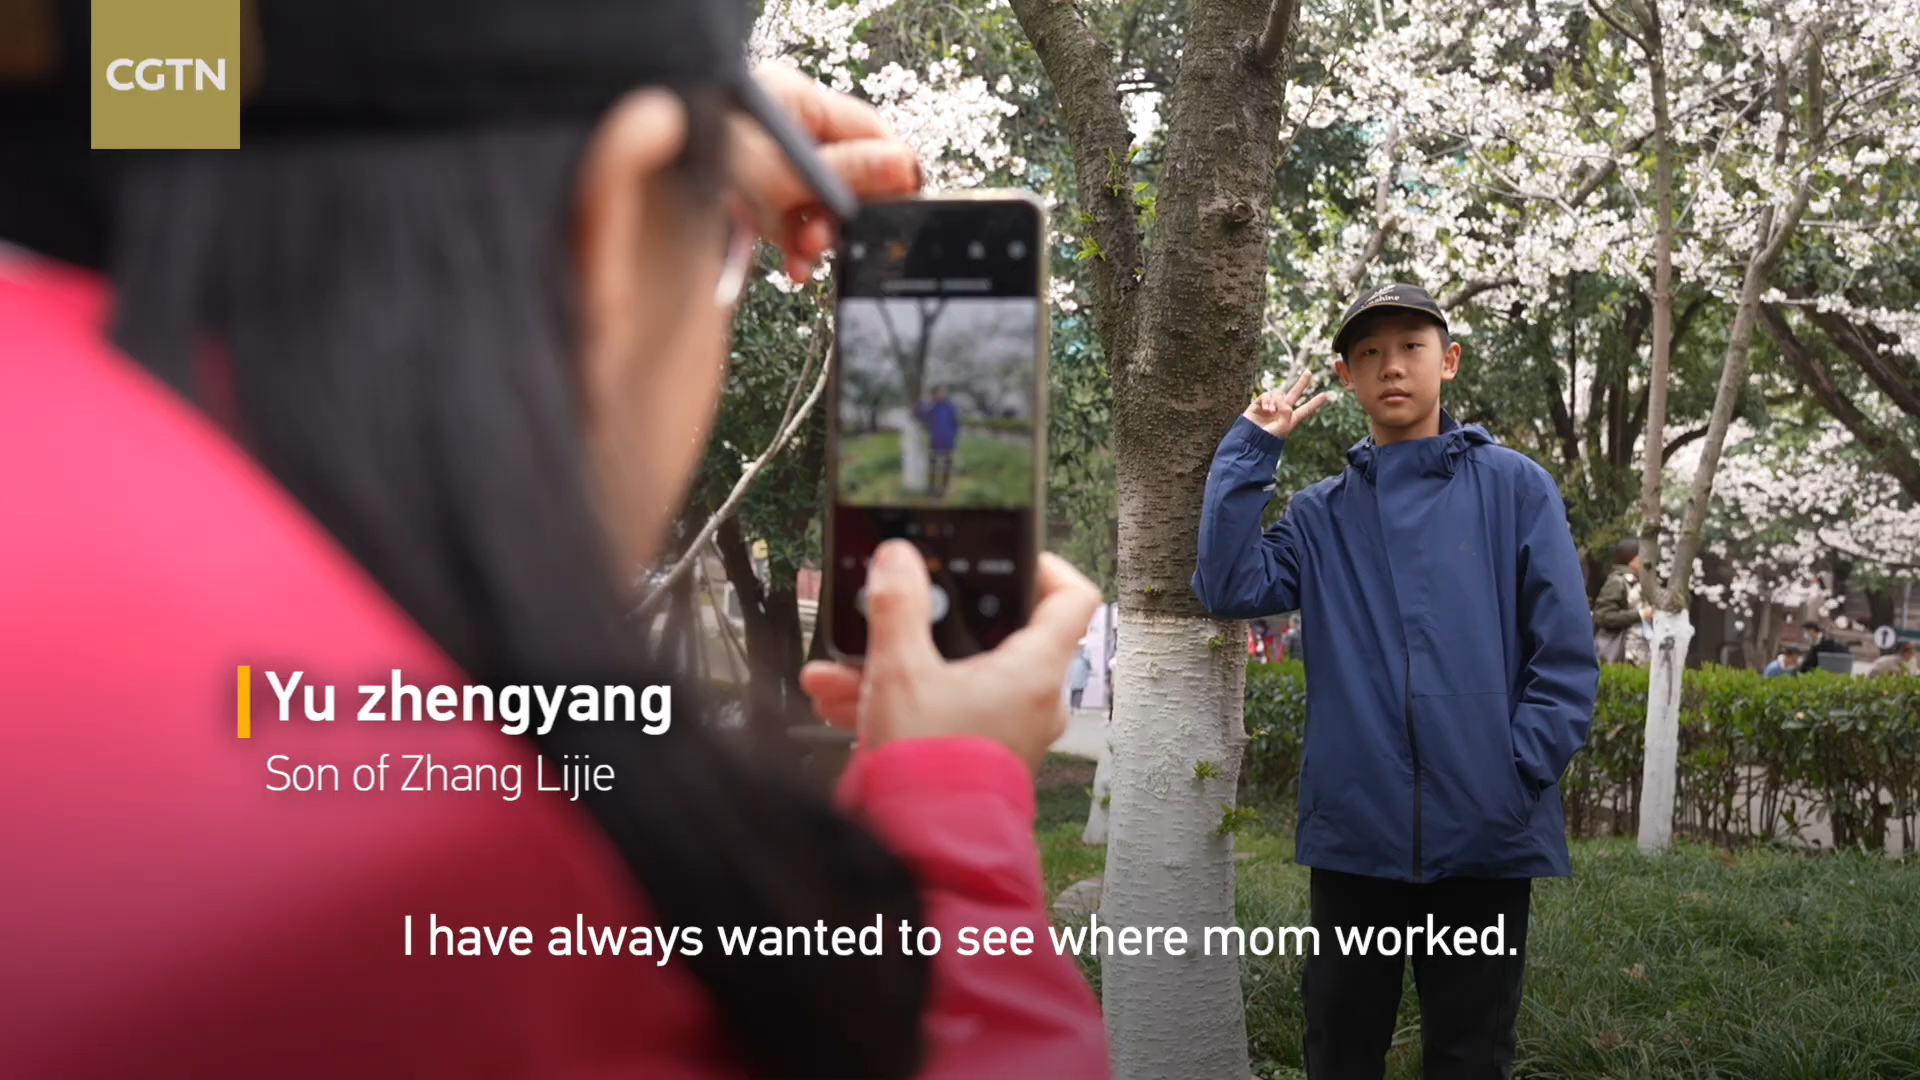 CGTN
Yu zhengyang
Son of Zhang Lijie
I have always wanted to see where mom worked.